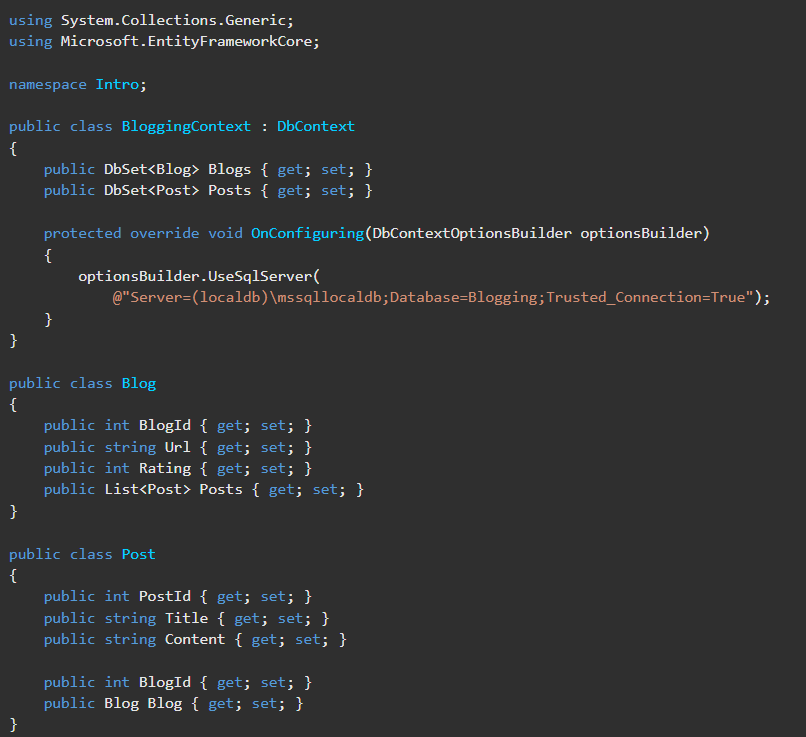 using System.Collections.Generic;
using Microsoft.EntityFrameworkCore;

namespace Intro;

public class BloggingContext : DbContext
{
    public DbSet<Blog> Blogs { get; set; }
    public DbSet<Post> Posts { get; set; }

    protected override void OnConfiguring(DbContextOptionsBuilder optionsBuilder)
    {
        optionsBuilder.UseSqlServer(
            @"Server=(localdb)\mssqllocaldb;Database=Blogging;Trusted_Connection=True");
    }
}

public class Blog
{
    public int BlogId { get; set; }
    public string Url { get; set; }
    public int Rating { get; set; }
    public List<Post> Posts { get; set; }
}

public class Post
{
    public int PostId { get; set; }
    public string Title { get; set; }
    public string Content { get; set; }

    public int BlogId { get; set; }
    public Blog Blog { get; set; }
}